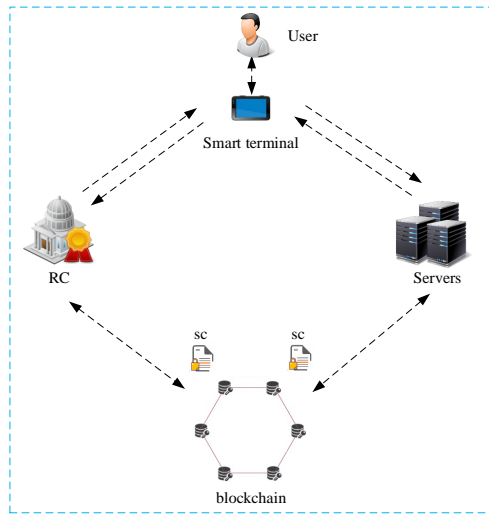 User
Smart terminal
RC
Servers
sc
sc
blockchain